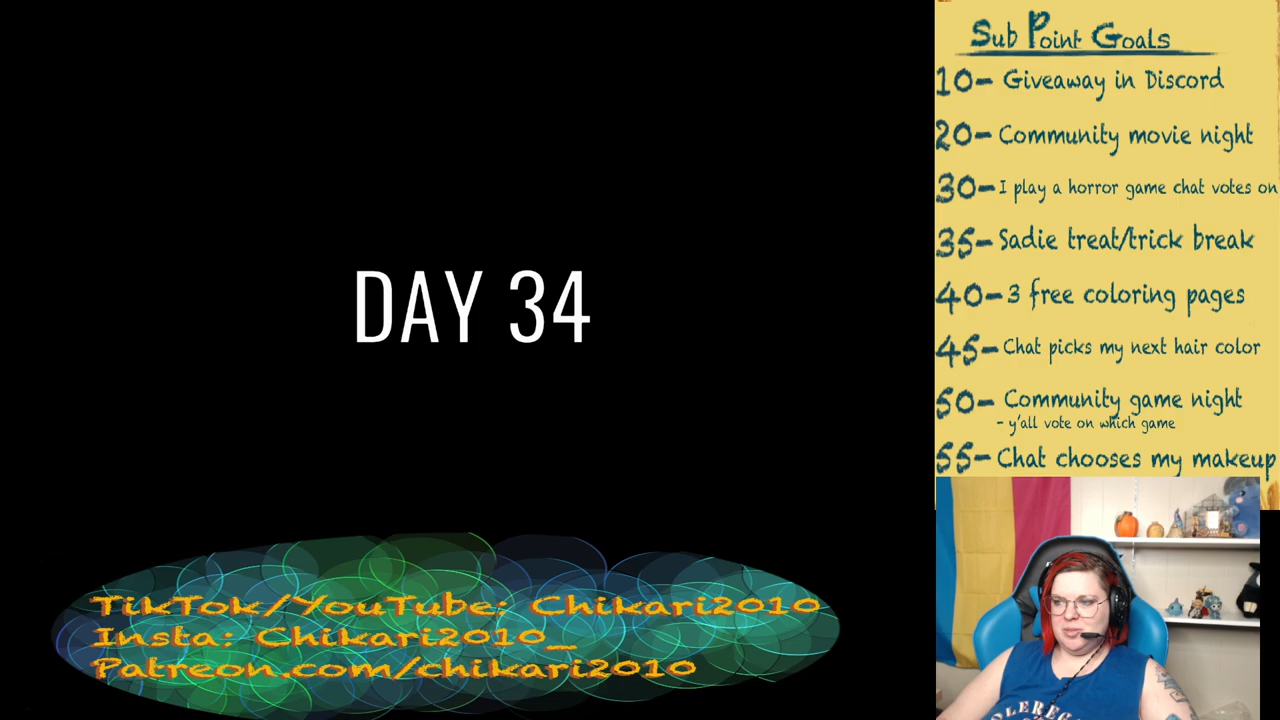 DAY 34
TikTok/YouTube: Chikari2010
Insta: Chikari2010_
Patreon.com/chikari2010
Sub Point Goals
10- Giveaway in Discord
20- Community movie night
30- I play a horror game chat votes on
35- Sadie treat/trick break
40- 3 free coloring pages
45- Chat picks my next hair color
50- Community game night
- y'all vote on which game
55- Chat chooses my makeup